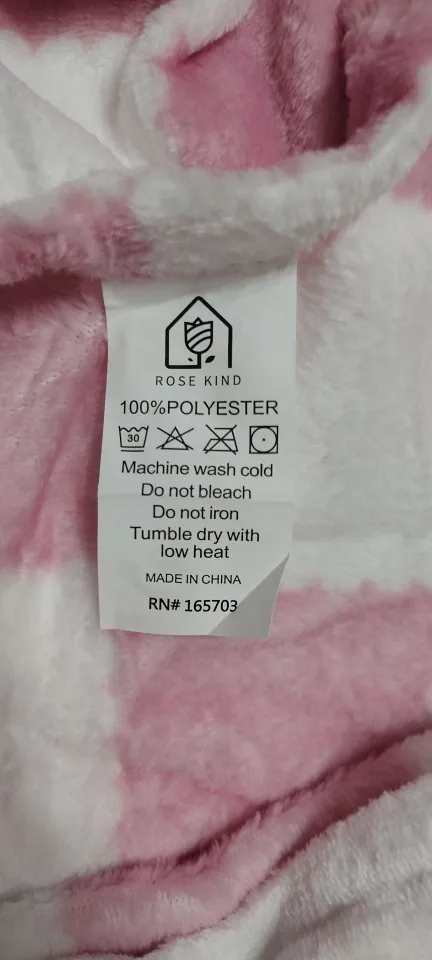 ROSE KIND
100%POLYESTER
30
Machine wash cold
Do not bleach
Do not iron
Tumble dry with
low heat
MADE IN CHINA
RN# 165703